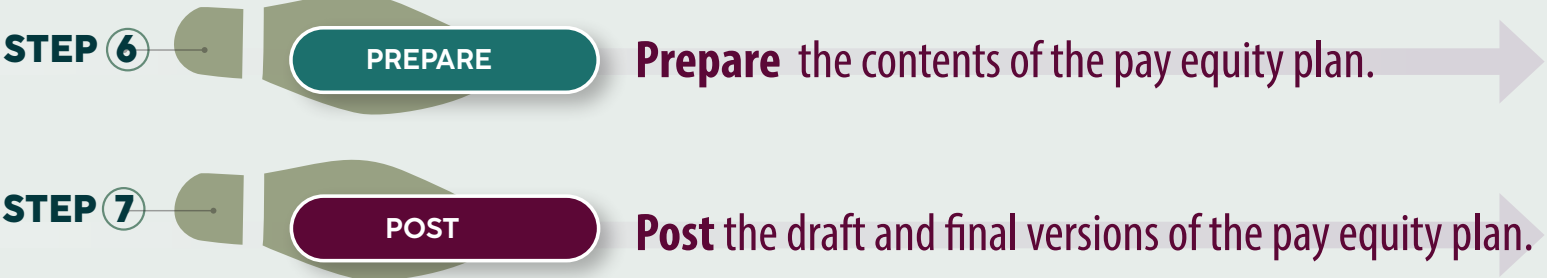 STEP 6 PREPARE Prepare the contents of the pay equity plan.
STEP 7 POST Post the draft and final versions of the pay equity plan.